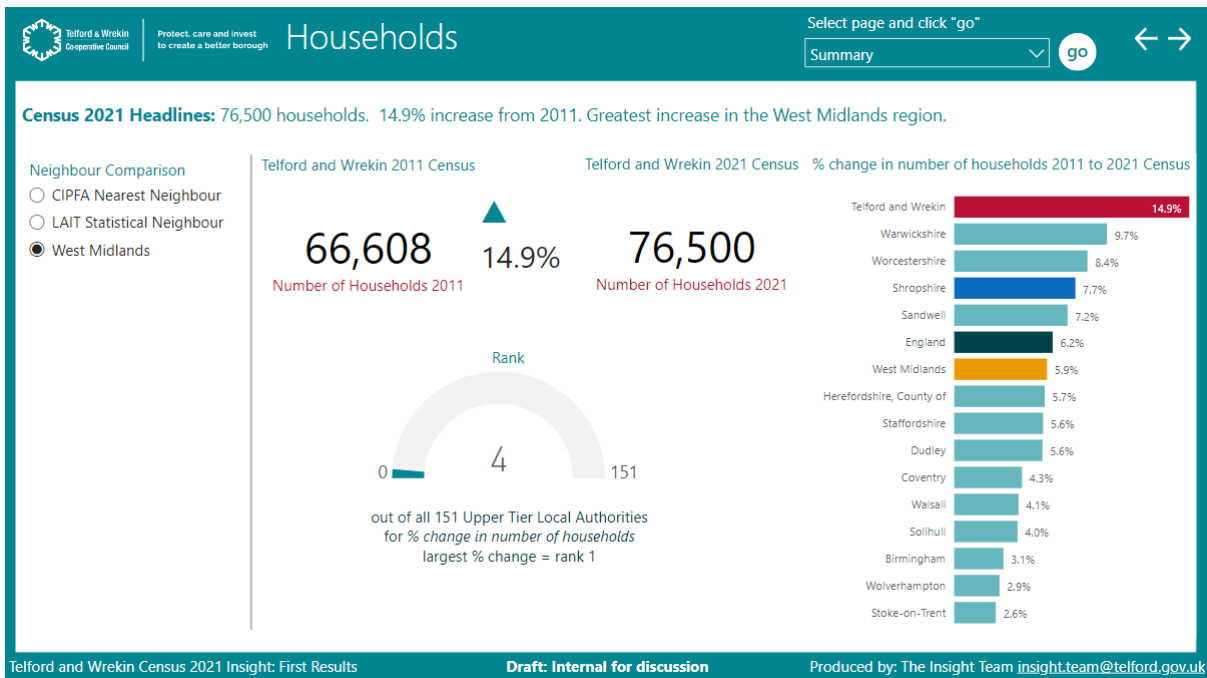 Telford & Wrekin
Co-operative Council
Protect, care and invest
to create a better borough
Households
Select page and click "go"
Summary
go
Census 2021 Headlines: 76,500 households. 14.9% increase from 2011. Greatest increase in the West Midlands region.
Neighbour Comparison
CIPFA Nearest Neighbour
LAIT Statistical Neighbour
West Midlands
Telford and Wrekin 2011 Census
66,608
Number of Households 2011
14.9%
Telford and Wrekin 2021 Census
76,500
Number of Households 2021
Rank
0
4
151
out of all 151 Upper Tier Local Authorities
for % change in number of households
largest % change = rank 1
% change in number of households 2011 to 2021 Census
Telford and Wrekin 14.9%
Warwickshire 9.7%
Worcestershire 8.4%
Shropshire 7.7%
Sandwell 7.2%
England 6.2%
West Midlands 5.9%
Herefordshire, County of 5.7%
Staffordshire 5.6%
Dudley 5.6%
Coventry 4.3%
Walsall 4.1%
Solihull 4.0%
Birmingham 3.1%
Wolverhampton 2.9%
Stoke-on-Trent 2.6%
Telford and Wrekin Census 2021 Insight: First Results
Draft: Internal for discussion
Produced by: The Insight Team insight.team@telford.gov.uk